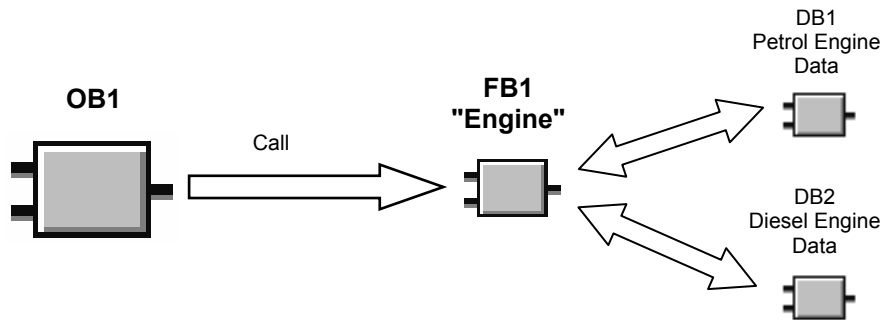 OB1
Call
FB1
"Engine"
DB1
Petrol Engine
Data
DB2
Diesel Engine
Data